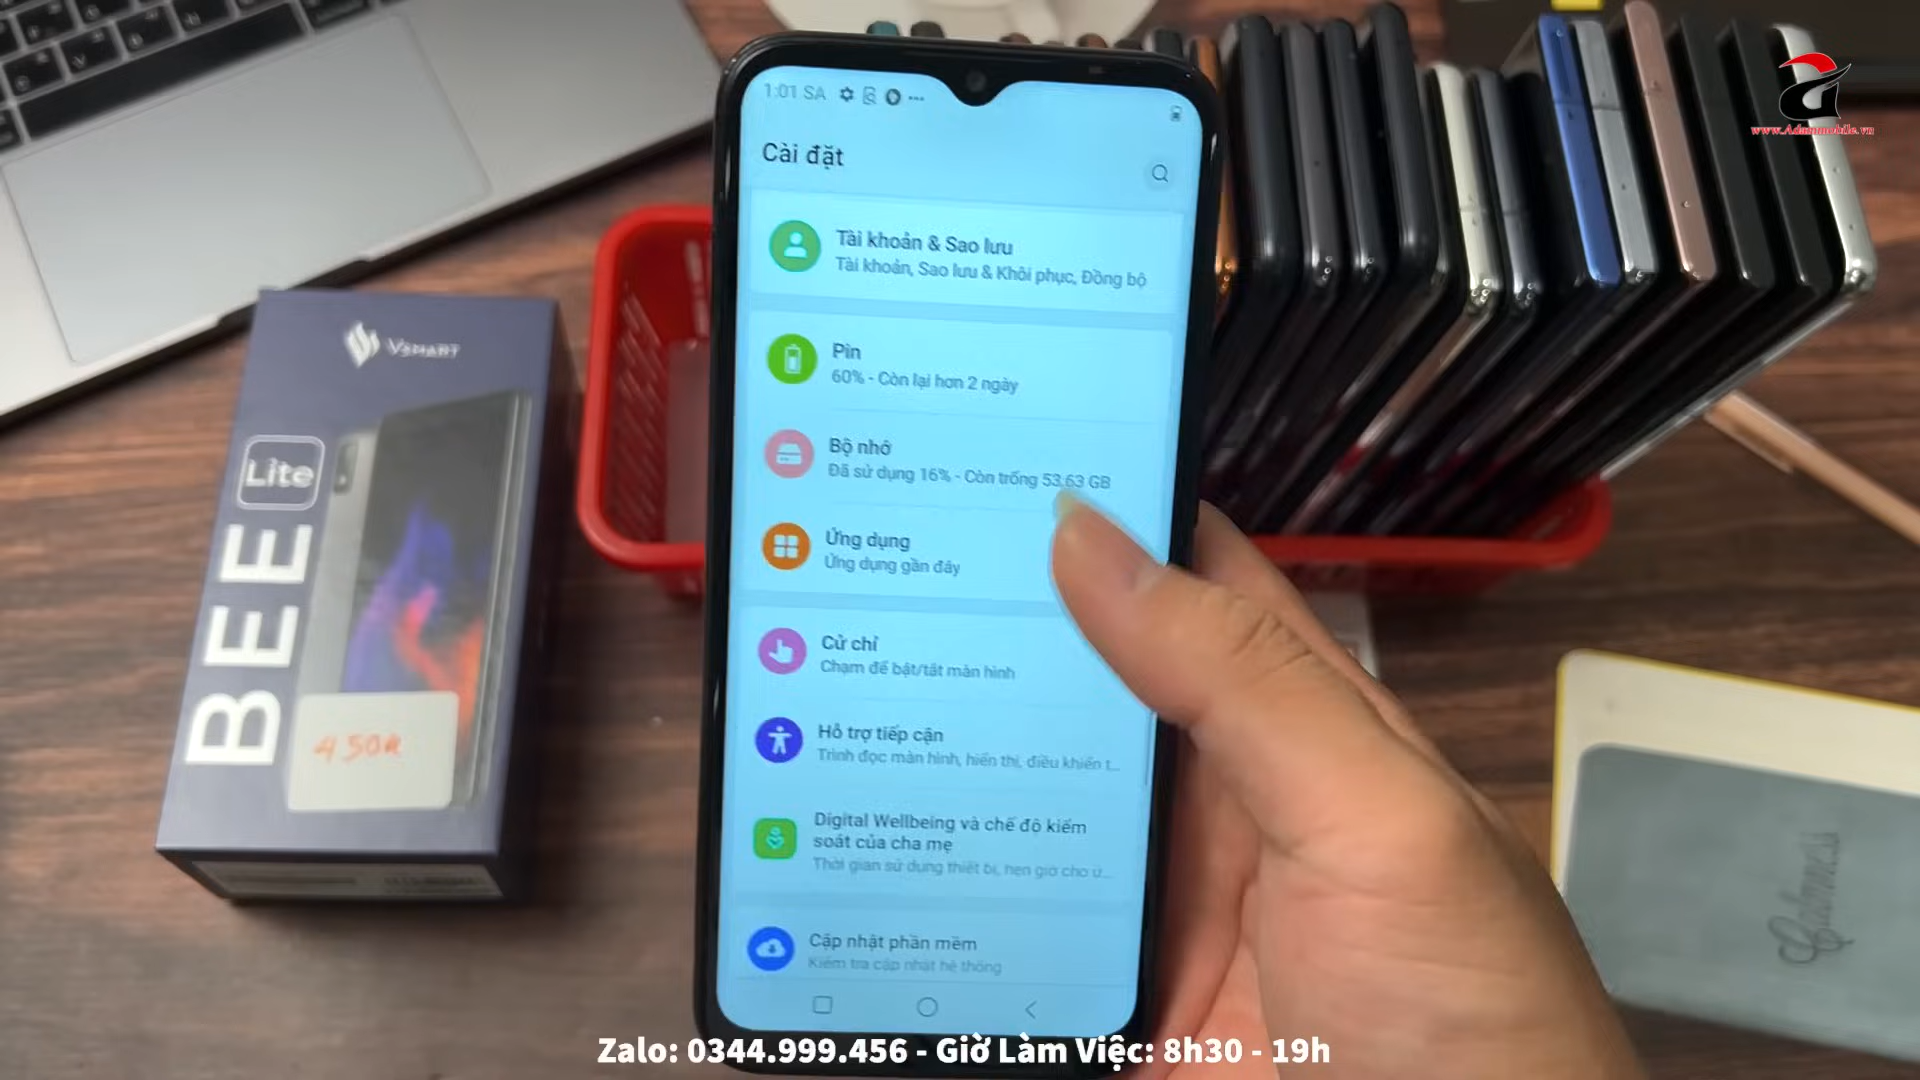 1:01 SA
Cài đặt
Tài khoản & Sao lưu
Tài khoản, Sao lưu & Khôi phục, Đồng bộ
Pin
60% - Còn lại hơn 2 ngày
Bộ nhớ
Đã sử dụng 16% - Còn trống 53,63 GB
Ứng dụng
Ứng dụng gần đây
Cử chỉ
Chạm để bật/tắt màn hình
Hỗ trợ tiếp cận
Trình đọc màn hình, hiển thị, điều khiển t...
Digital Wellbeing và chế độ kiểm
soát của cha mẹ
Thời gian sử dụng thiết bị, hẹn giờ cho ứ...
Cập nhật phần mềm
Kiểm tra cập nhật hệ thống
VSMART
BEE Lite
450k
www.Adammobile.vn
Calmness
Zalo: 0344.999.456 - Giờ Làm Việc: 8h30 - 19h